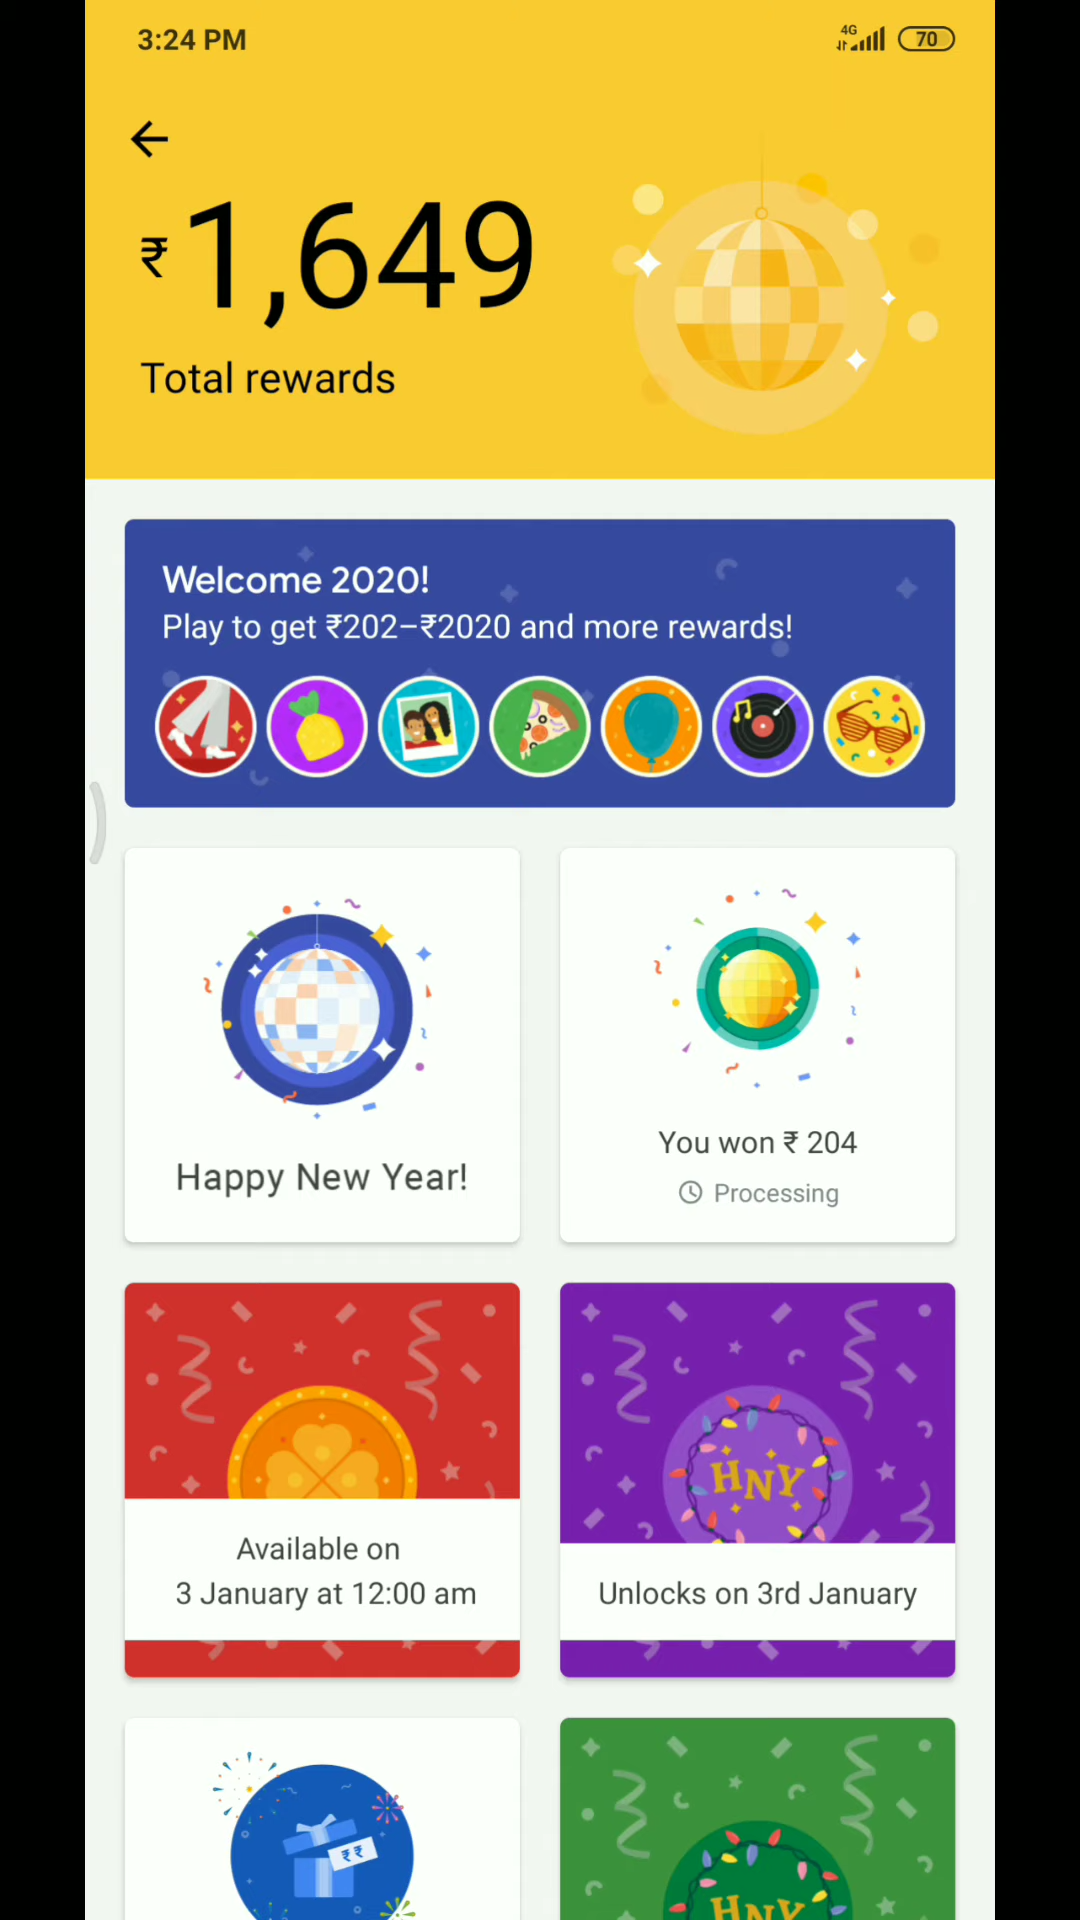 3:24 PM
4G
70
₹1,649
Total rewards
Welcome 2020!
Play to get ₹202–₹2020 and more rewards!
Happy New Year!
You won ₹ 204
Processing
HNY
Available on
3 January at 12:00 am
Unlocks on 3rd January
₹₹
HNY